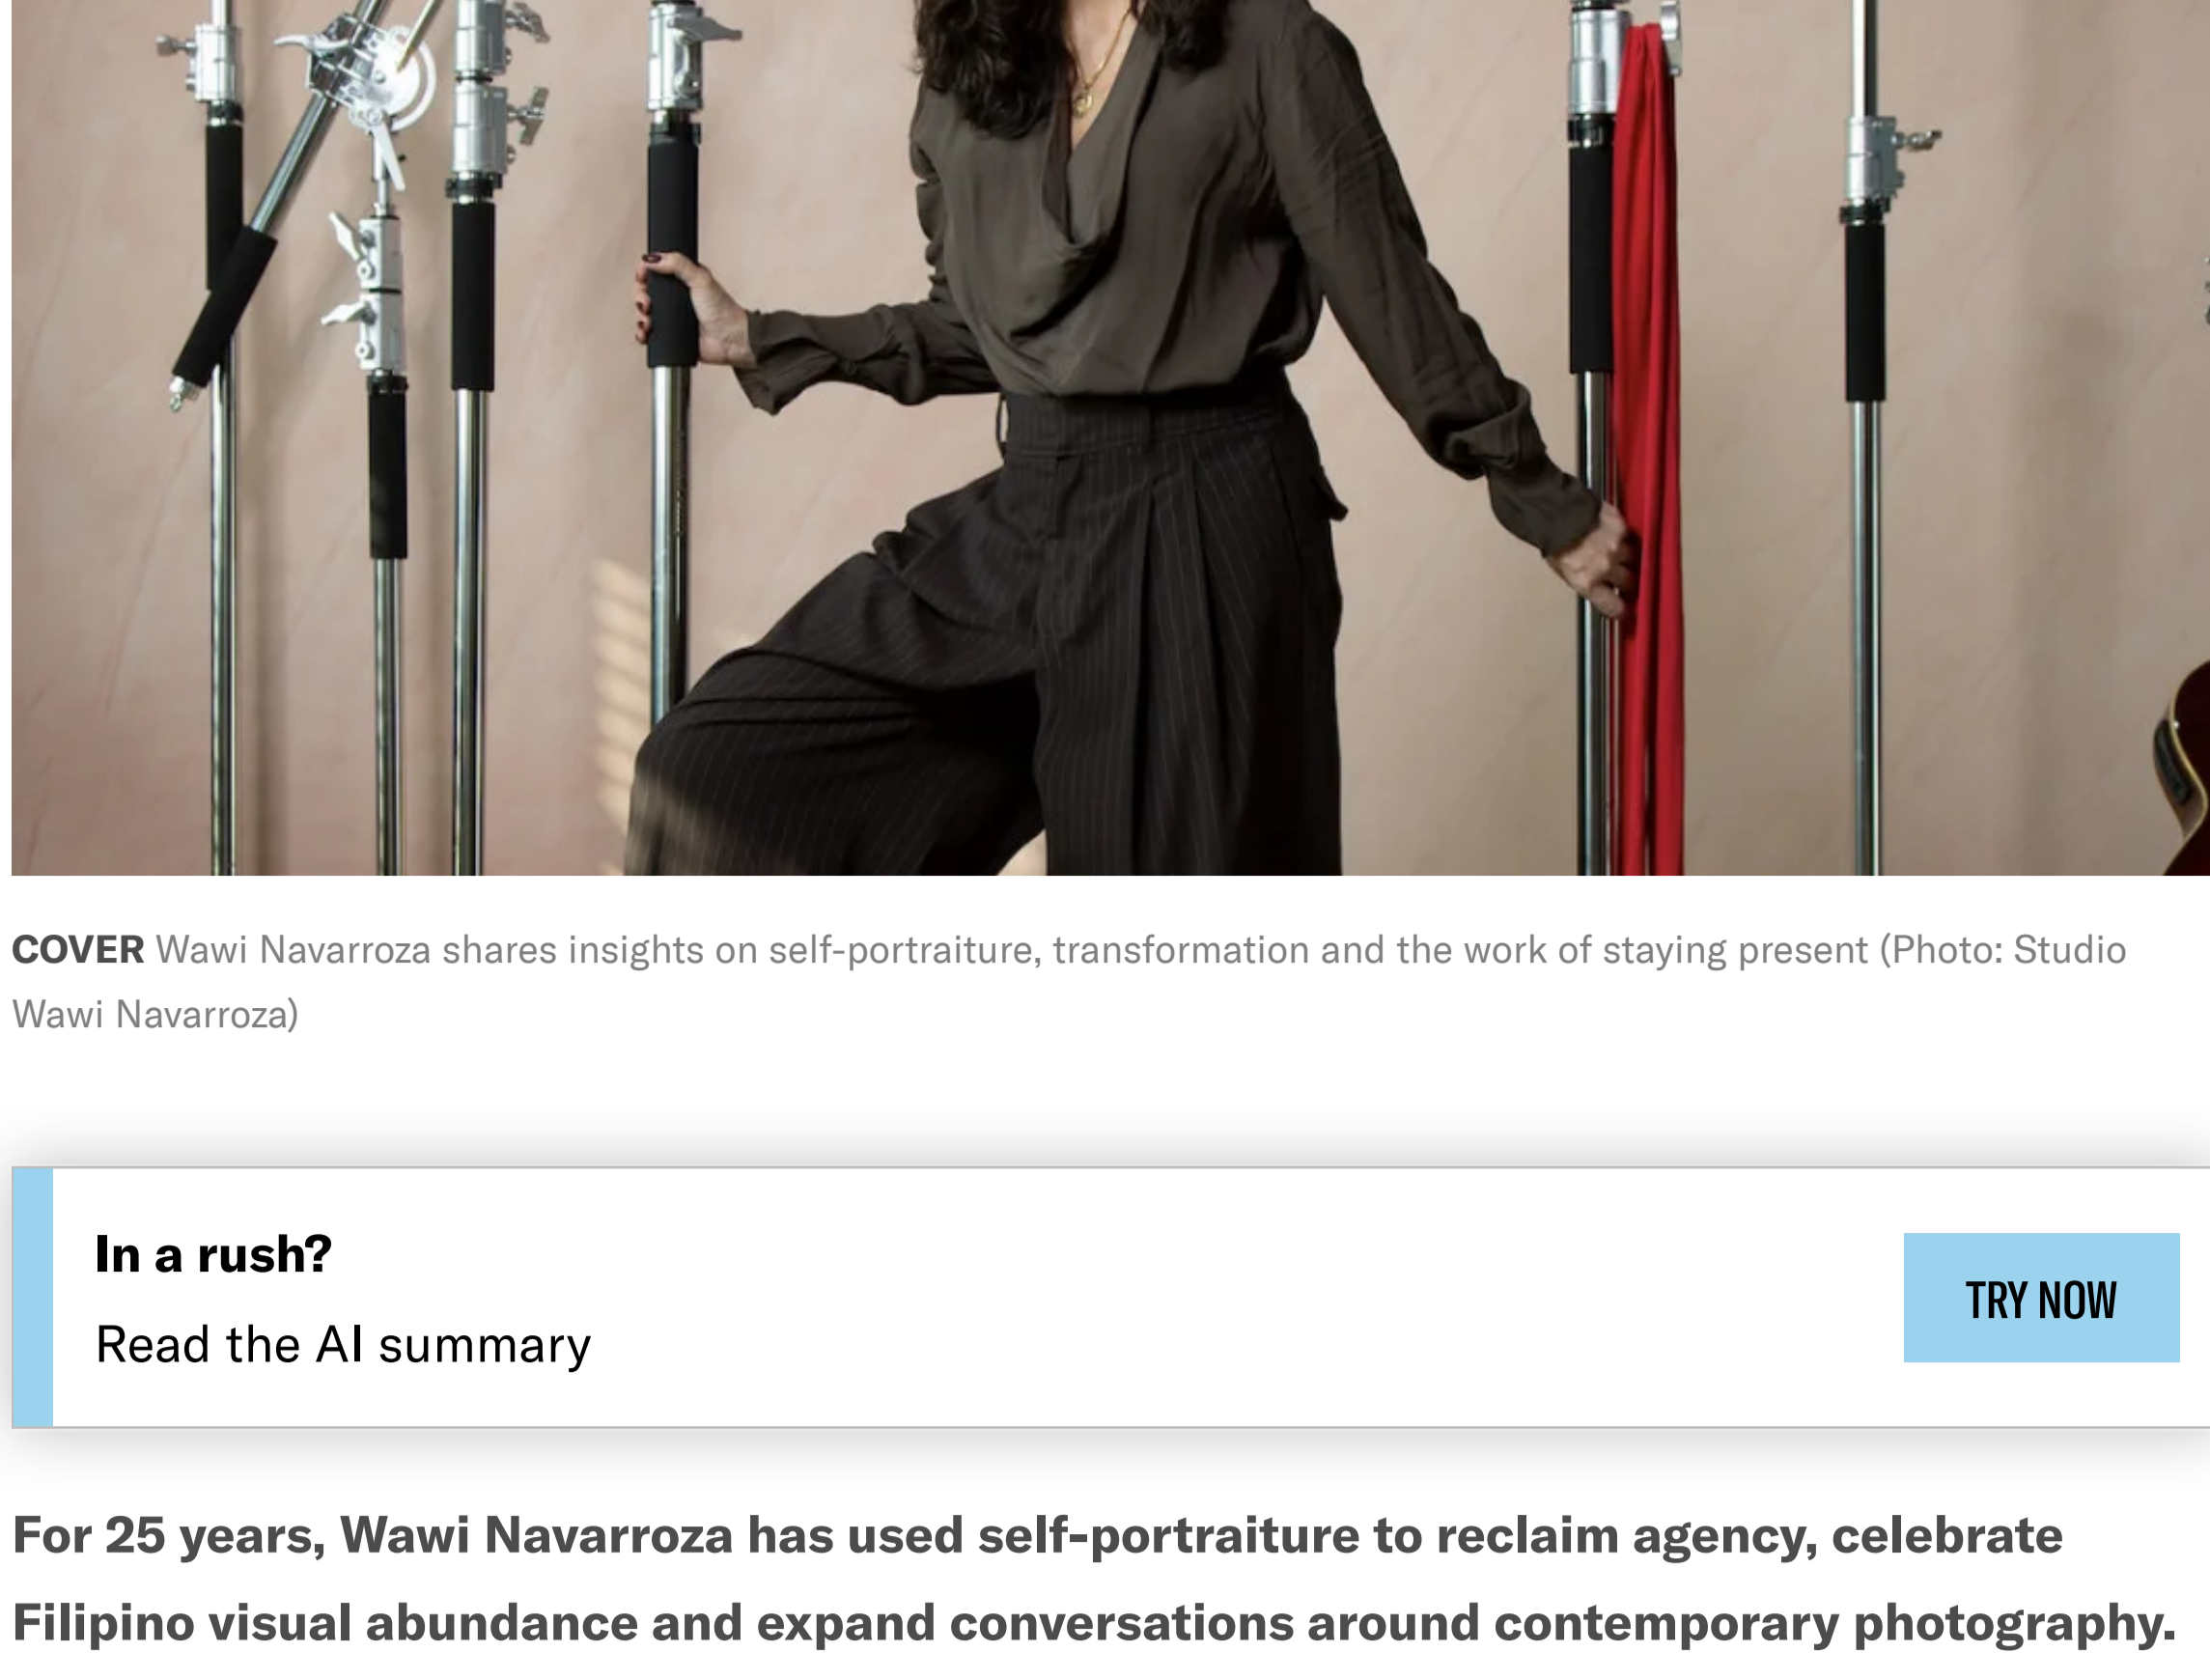 COVER Wawi Navarroza shares insights on self-portraiture, transformation and the work of staying present (Photo: Studio
Wawi Navarroza)
In a rush?
Read the AI summary
TRY NOW
For 25 years, Wawi Navarroza has used self-portraiture to reclaim agency, celebrate
Filipino visual abundance and expand conversations around contemporary photography.